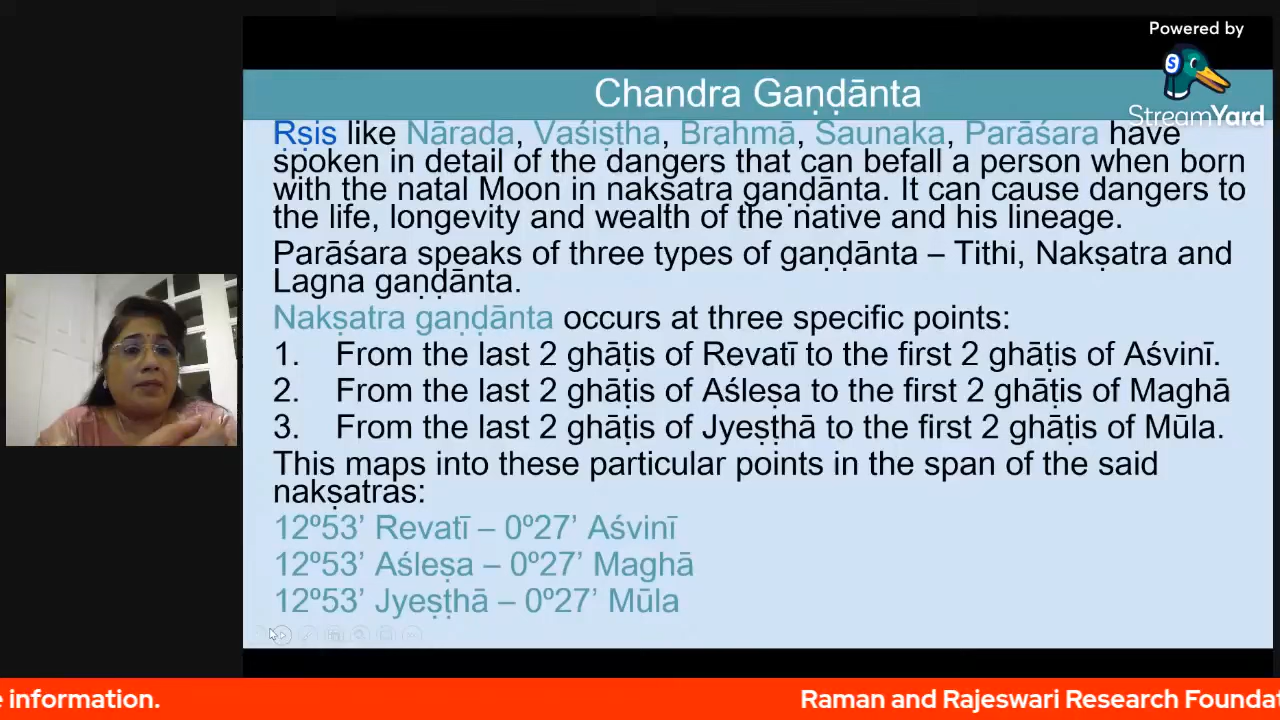 Powered by
StreamYard
Chandra Gaṇḍānta
Ṛṣis like Nārada, Vaśiṣtha, Brahmā, Śaunaka, Parāśara have
spoken in detail of the dangers that can befall a person when born
with the natal Moon in nakṣatra gaṇḍānta. It can cause dangers to
the life, longevity and wealth of the native and his lineage.
Parāśara speaks of three types of gaṇḍānta – Tithi, Nakṣatra and
Lagna gaṇḍānta.
Nakṣatra gaṇḍānta occurs at three specific points:
1. From the last 2 ghāṭis of Revatī to the first 2 ghāṭis of Aśvinī.
2. From the last 2 ghāṭis of Aśleṣa to the first 2 ghāṭis of Maghā
3. From the last 2 ghāṭis of Jyeṣṭhā to the first 2 ghāṭis of Mūla.
This maps into these particular points in the span of the said
nakṣatras:
12º53’ Revatī – 0º27’ Aśvinī
12º53’ Aśleṣa – 0º27’ Maghā
12º53’ Jyeṣṭhā – 0º27’ Mūla
e information. Raman and Rajeswari Research Foundat